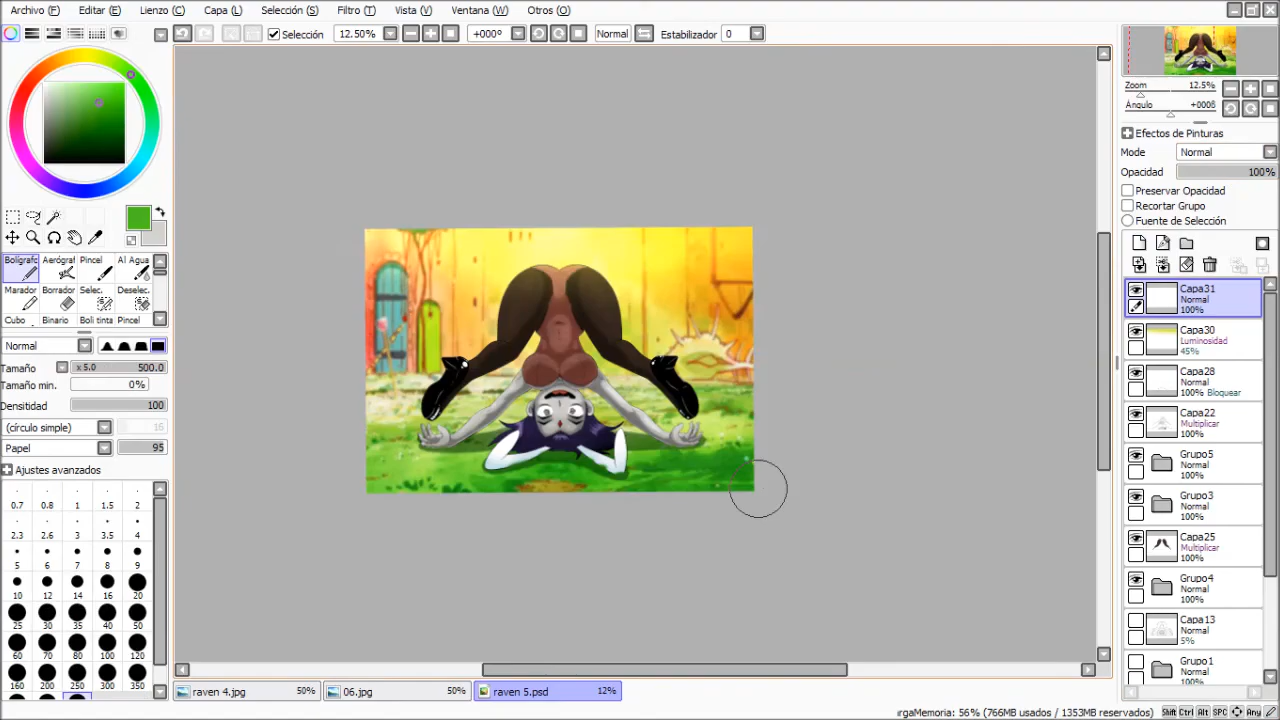 Archivo (F) Editar (E) Lienzo (C) Capa (L) Selección (S) Filtro (T) Vista (V) Ventana (W) Otros (O)
Selección 12.50% +000° Normal Estabilizador 0
Zoom 12.5%
Ángulo +000ß
Efectos de Pinturas
Mode Normal
Opacidad 100%
Preservar Opacidad
Recortar Grupo
Fuente de Selección
Bolígrafo Aerógrafo Pincel Al Agua
Marador Borrador Selec. Deselec.
Cubo Binario Boli tinta Pincel
Normal
Tamaño x 5.0 500.0
Tamaño min. 0%
Densitidad 100
(círculo simple) 16
Papel 95
Ajustes avanzados
0.7 0.8 1 1.5 2
2.3 2.6 3 3.5 4
5 6 7 8 9
10 12 14 16 20
25 30 35 40 50
60 70 80 100 120
160 200 250 300 350
Capa31
Normal
100%
Capa30
Luminosidad
45%
Capa28
Normal
100% Bloquear
Capa22
Multiplicar
100%
Grupo5
Normal
100%
Grupo3
Normal
100%
Capa25
Multiplicar
100%
Grupo4
Normal
100%
Capa13
Normal
5%
Grupo1
Normal
raven 4.jpg 50% 06.jpg 50% raven 5.psd 12%
rgaMemoria: 56% (766MB usados / 1353MB reservados) Shift Ctrl Alt SPC Any